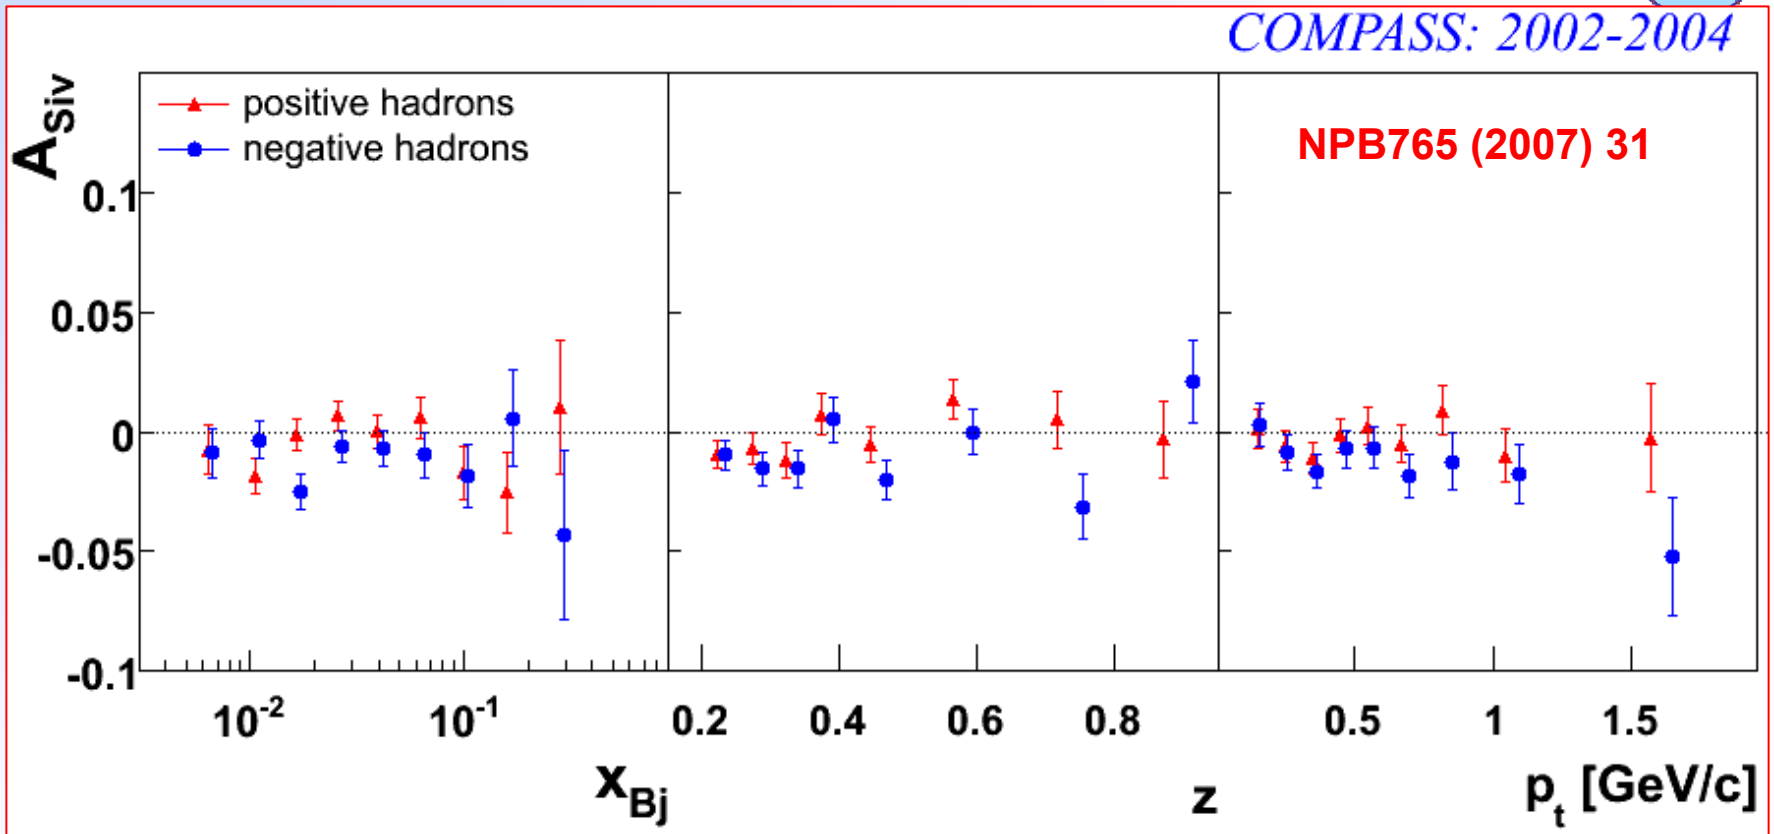 COMPASS: 2002-2004
A_Siv
positive hadrons
negative hadrons
NPB765 (2007) 31
0.1
0.05
0
-0.05
-0.1
10^-2 10^-1 0.2 0.4 0.6 0.8 0.5 1 1.5
x_Bj z p_t [GeV/c]